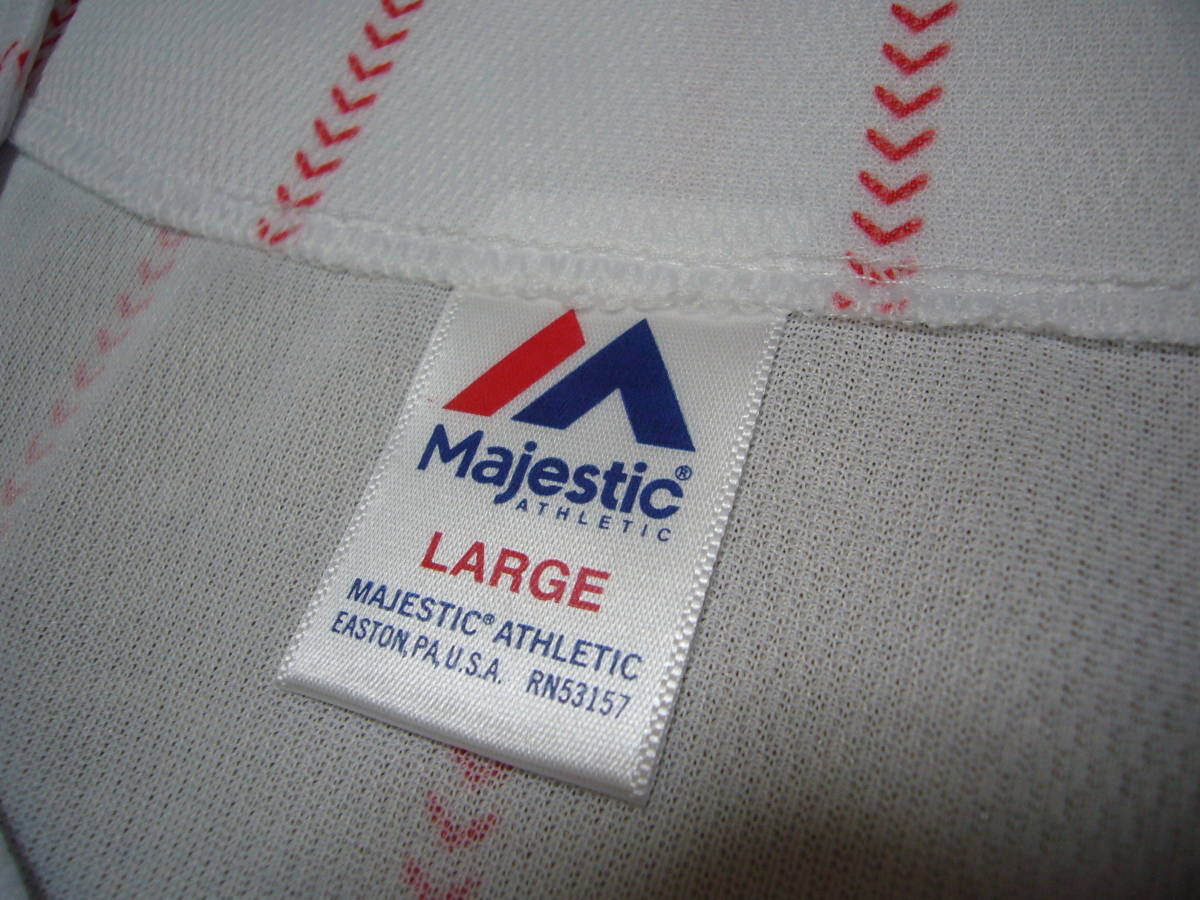 Majestic®
ATHLETIC
LARGE
MAJESTIC® ATHLETIC
EASTON, PA, U.S.A. RN53157